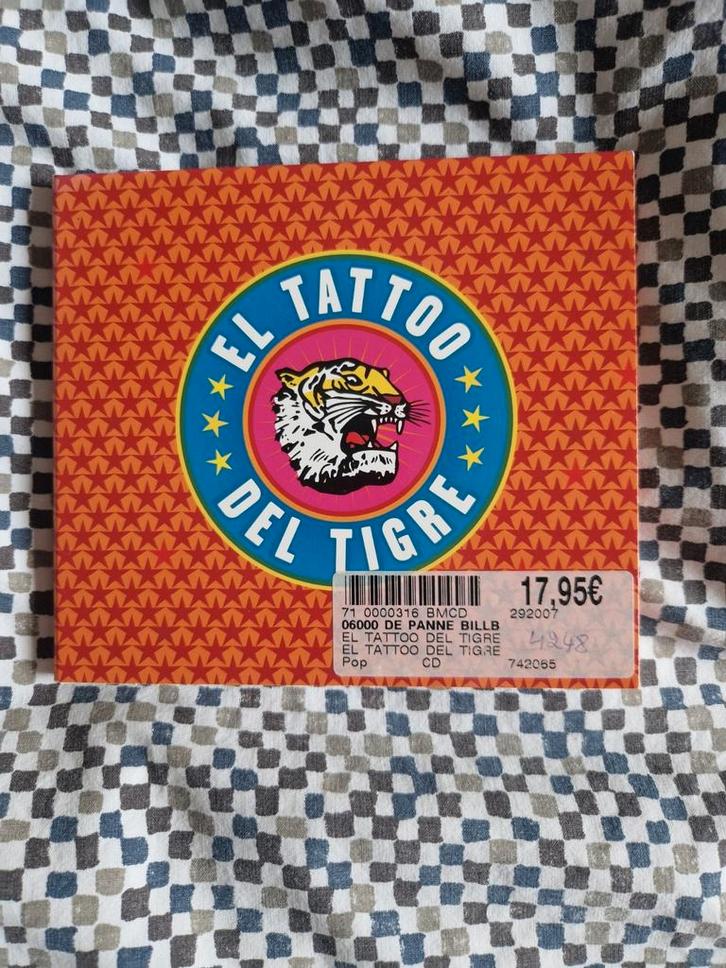 EL TATTOO
DEL TIGRE
17,95€
71 0000316 BMCD 292007
06000 DE PANNE BILLB
EL TATTOO DEL TIGRE 4248
EL TATTOO DEL TIGRE
Pop CD 742065